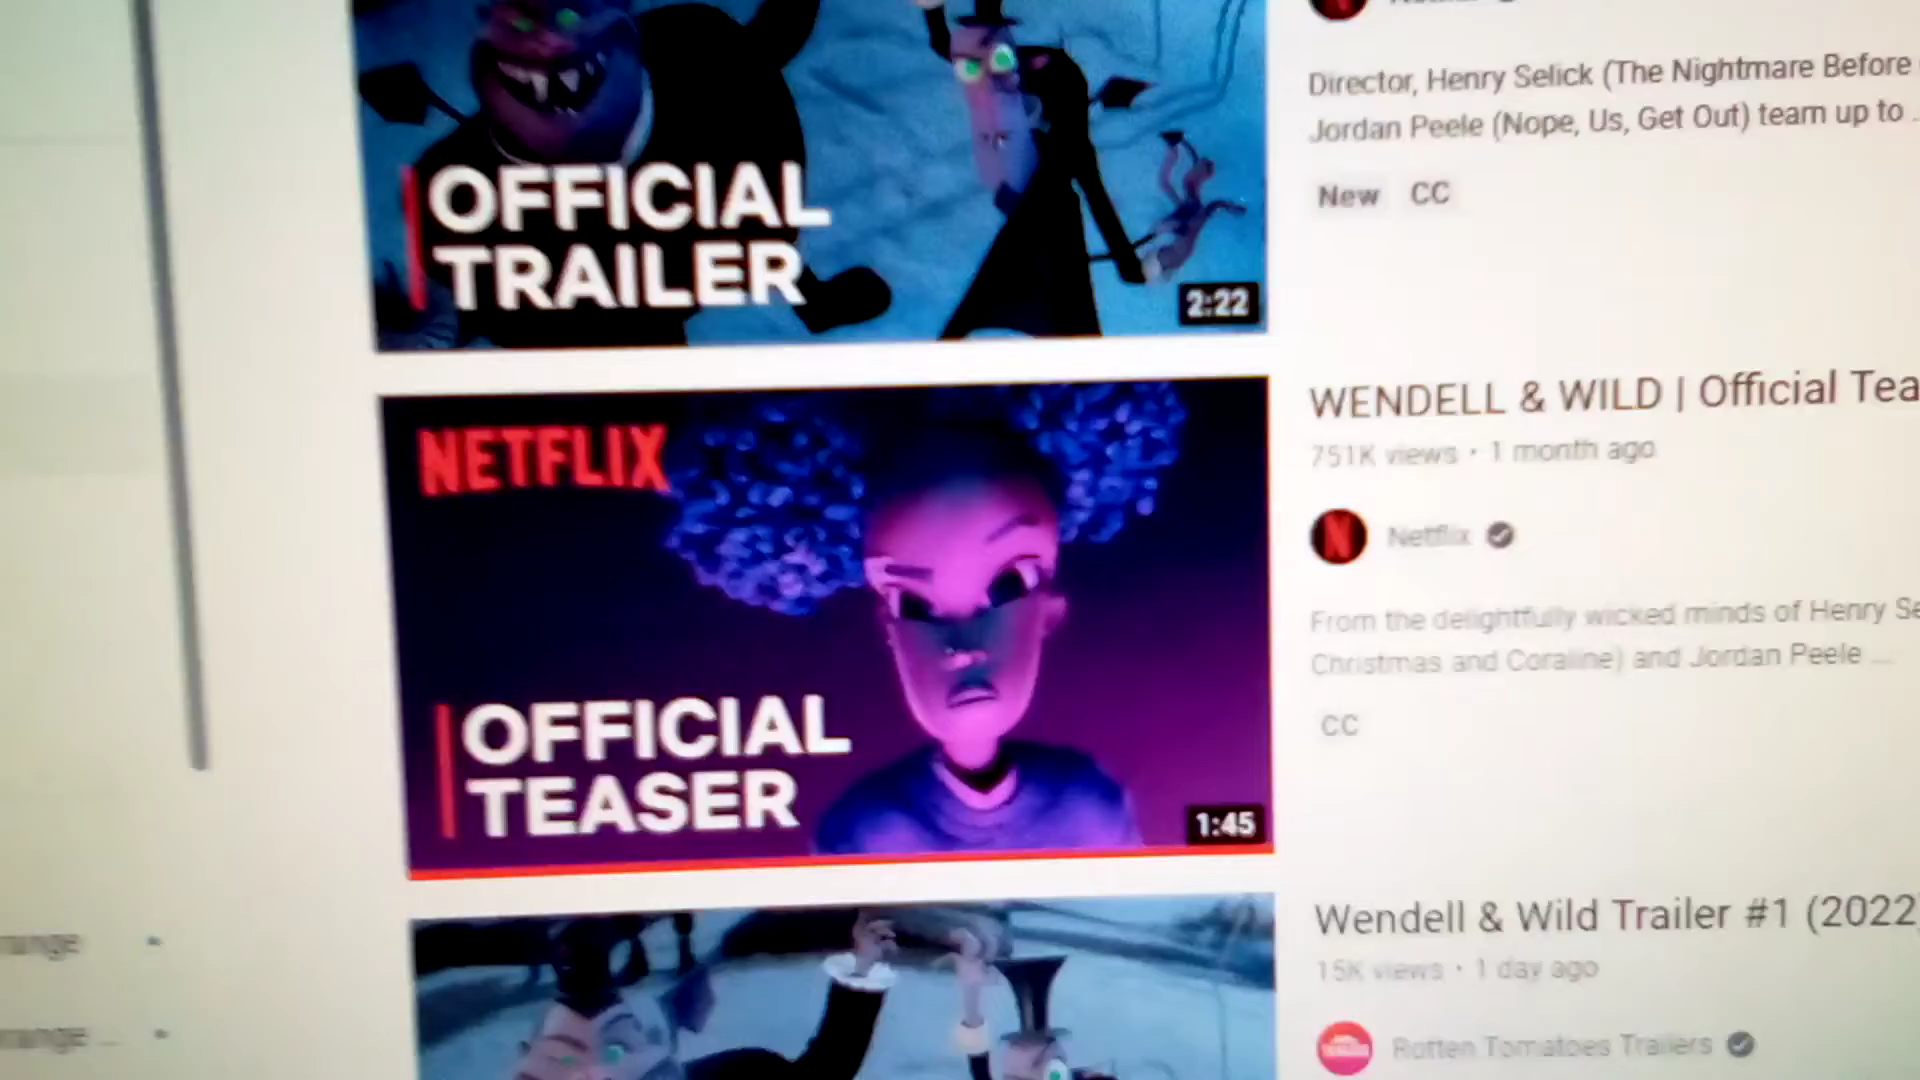 Director, Henry Selick (The Nightmare Before
Jordan Peele (Nope, Us, Get Out) team up to ..
New CC
OFFICIAL
TRAILER
2:22
NETFLIX
OFFICIAL
TEASER
1:45
WENDELL & WILD | Official Tea
751K views • 1 month ago
Netflix
From the delightfully wicked minds of Henry Se
Christmas and Coraline) and Jordan Peele ...
CC
Wendell & Wild Trailer #1 (2022
15K views • 1 day ago
Rotten Tomatoes Trailers
range
range ...